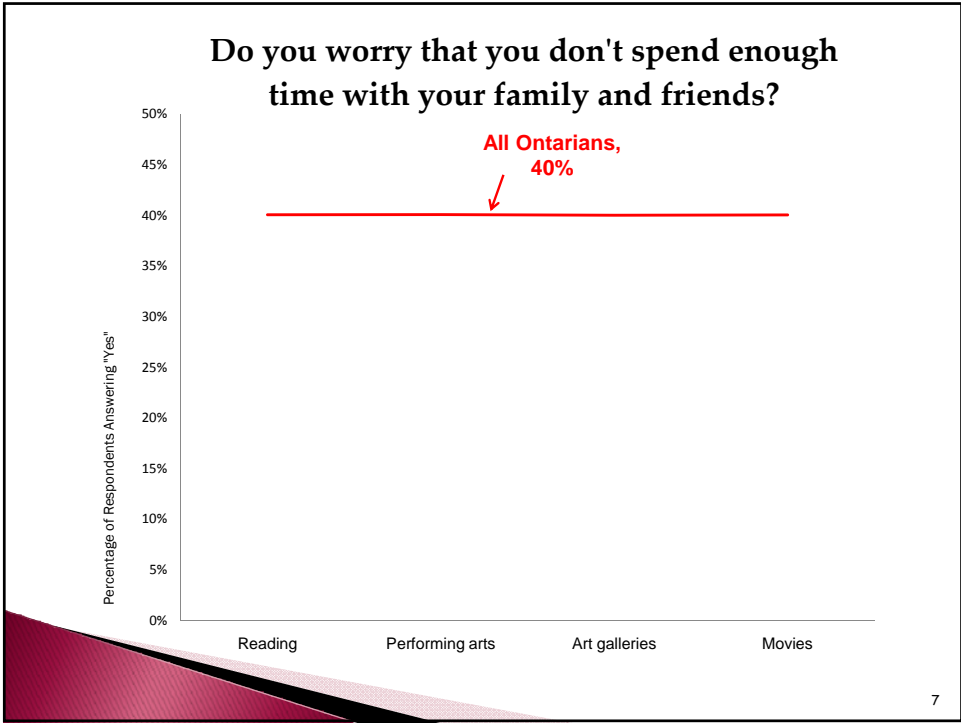 Do you worry that you don't spend enough
time with your family and friends?
50%
All Ontarians,
40%
45%
40%
35%
30%
25%
20%
15%
10%
5%
0%
Percentage of Respondents Answering "Yes"
Reading
Performing arts
Art galleries
Movies
7